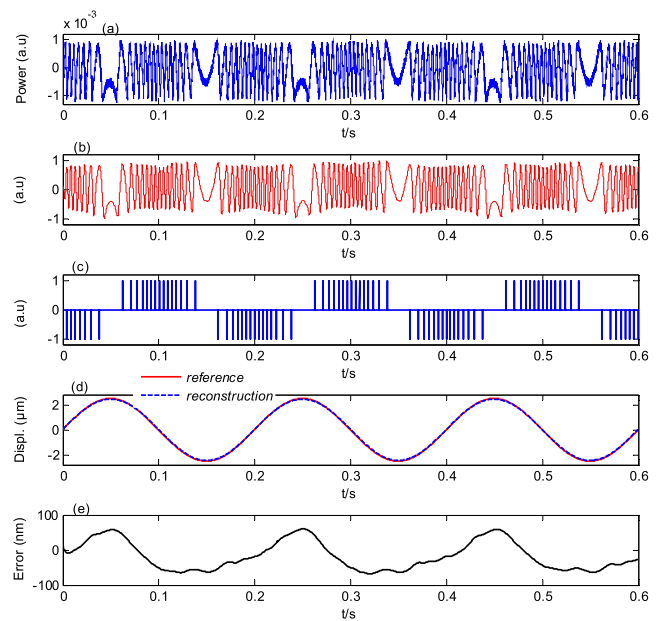 x 10⁻³
(a)
Power (a.u)
1
0
-1
0 0.1 0.2 0.3 0.4 0.5 0.6
t/s
(b)
(a.u)
1
0
-1
0 0.1 0.2 0.3 0.4 0.5 0.6
t/s
(c)
(a.u)
1
0
-1
0 0.1 0.2 0.3 0.4 0.5 0.6
t/s
reference
reconstruction
(d)
Displ. (µm)
2
0
-2
0 0.1 0.2 0.3 0.4 0.5 0.6
t/s
(e)
Error (nm)
100
0
-100
0 0.1 0.2 0.3 0.4 0.5 0.6
t/s